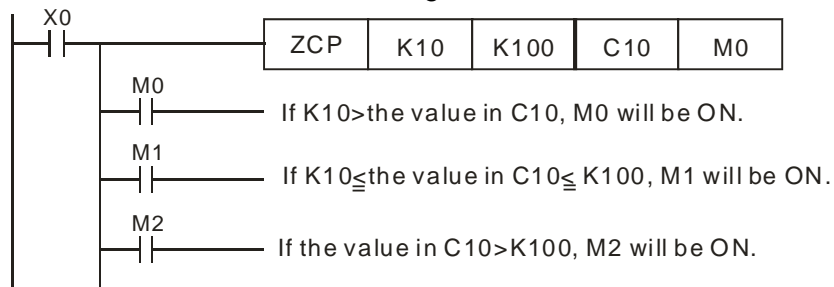 X0
ZCP K10 K100 C10 M0
M0
If K10>the value in C10, M0 will be ON.
M1
If K10≦the value in C10≦ K100, M1 will be ON.
M2
If the value in C10>K100, M2 will be ON.